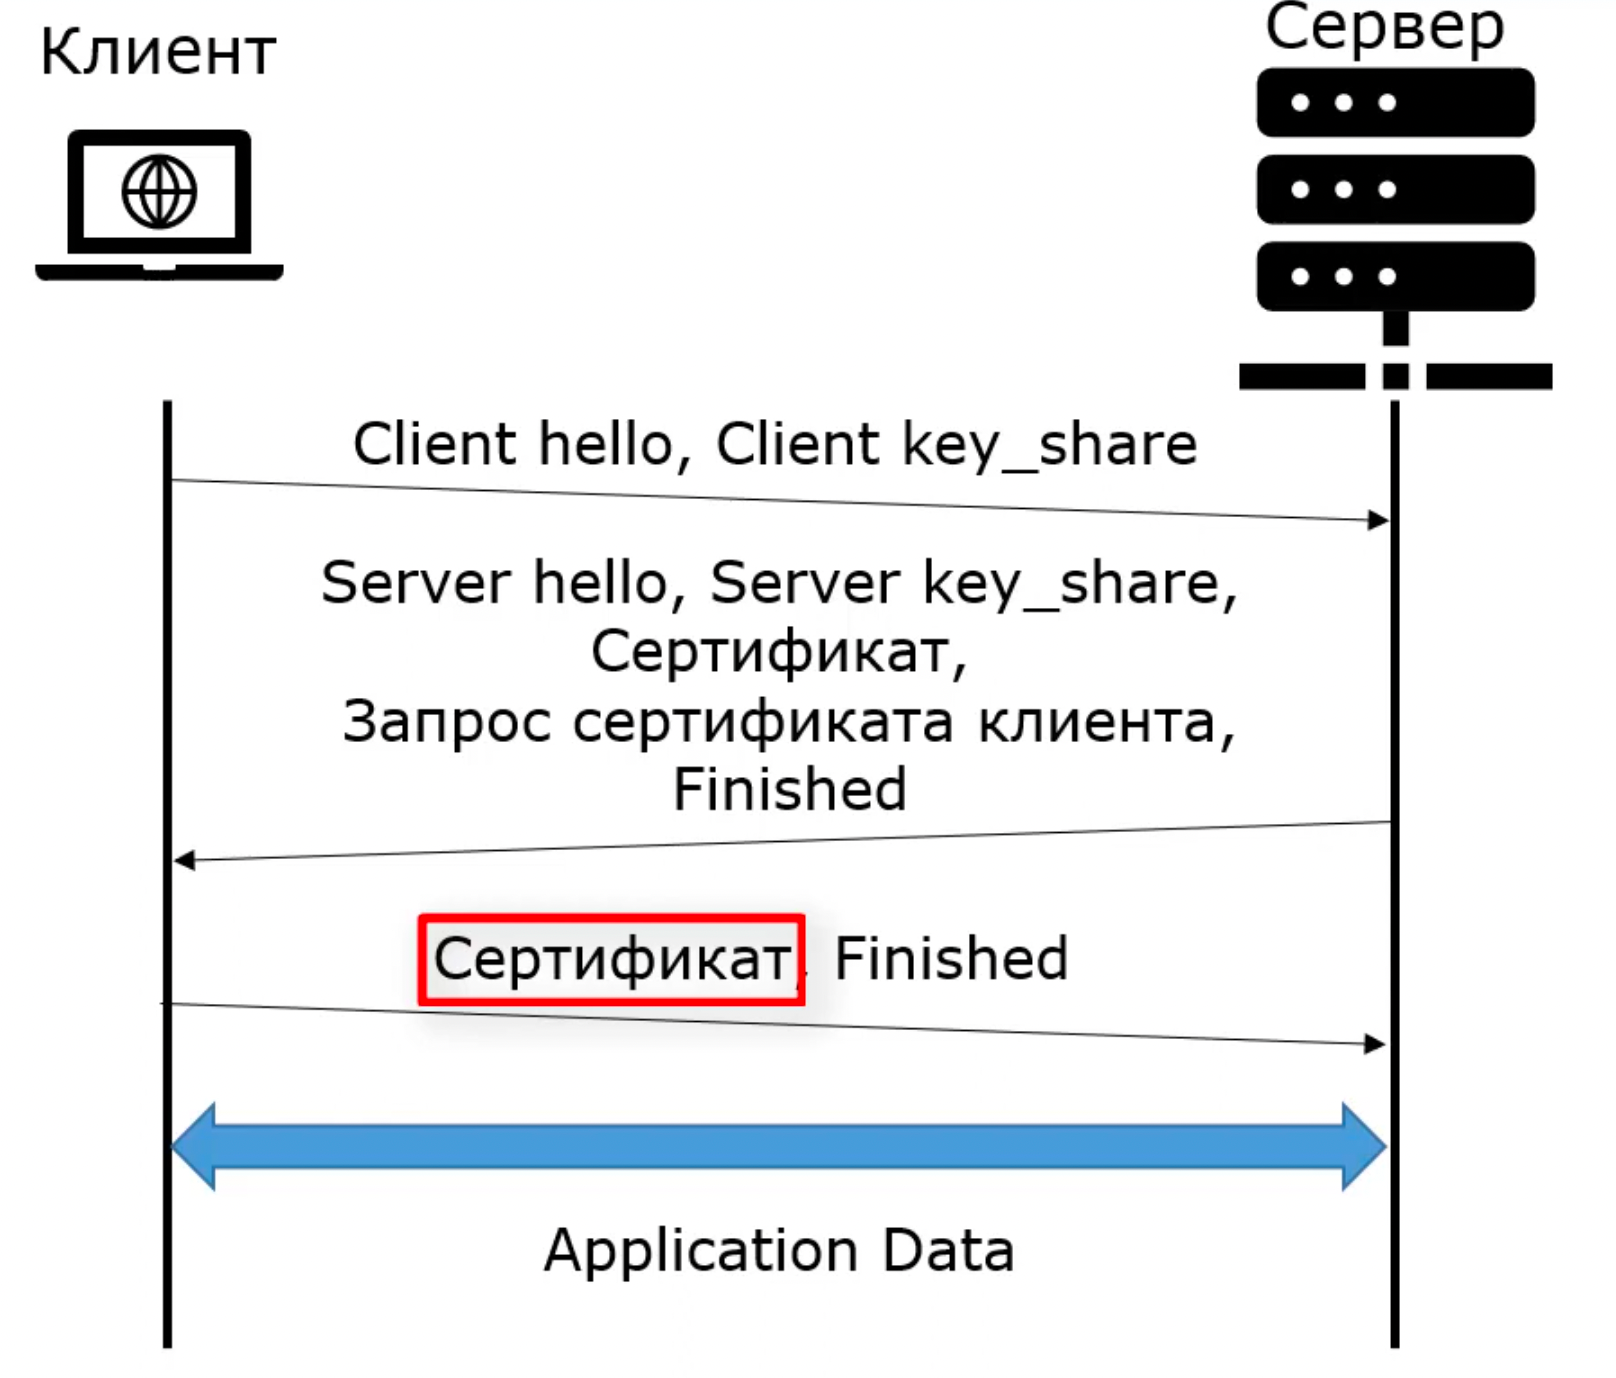 Клиент
Сервер
Client hello, Client key_share
Server hello, Server key_share,
Сертификат,
Запрос сертификата клиента,
Finished
Сертификат, Finished
Application Data